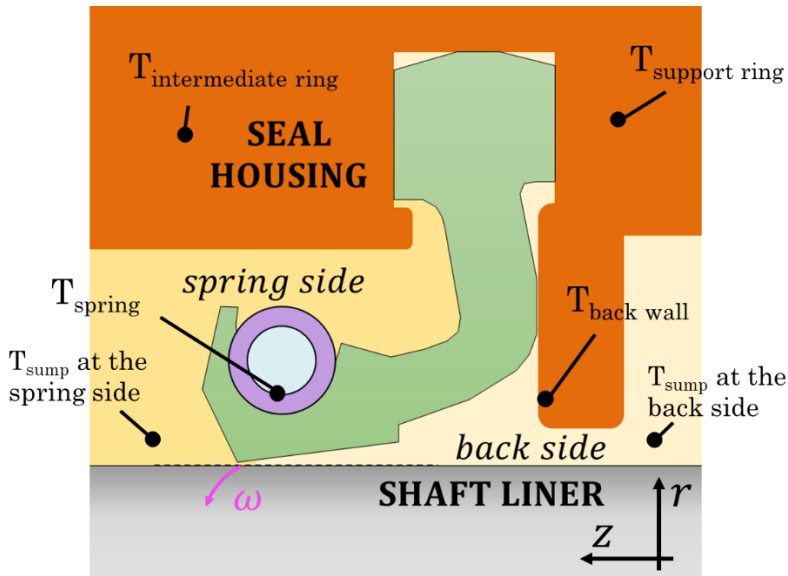 T_intermediate ring
T_support ring
SEAL
HOUSING
spring side
T_spring
T_back wall
T_sump at the
spring side
T_sump at the
back side
back side
ω
SHAFT LINER
r
z